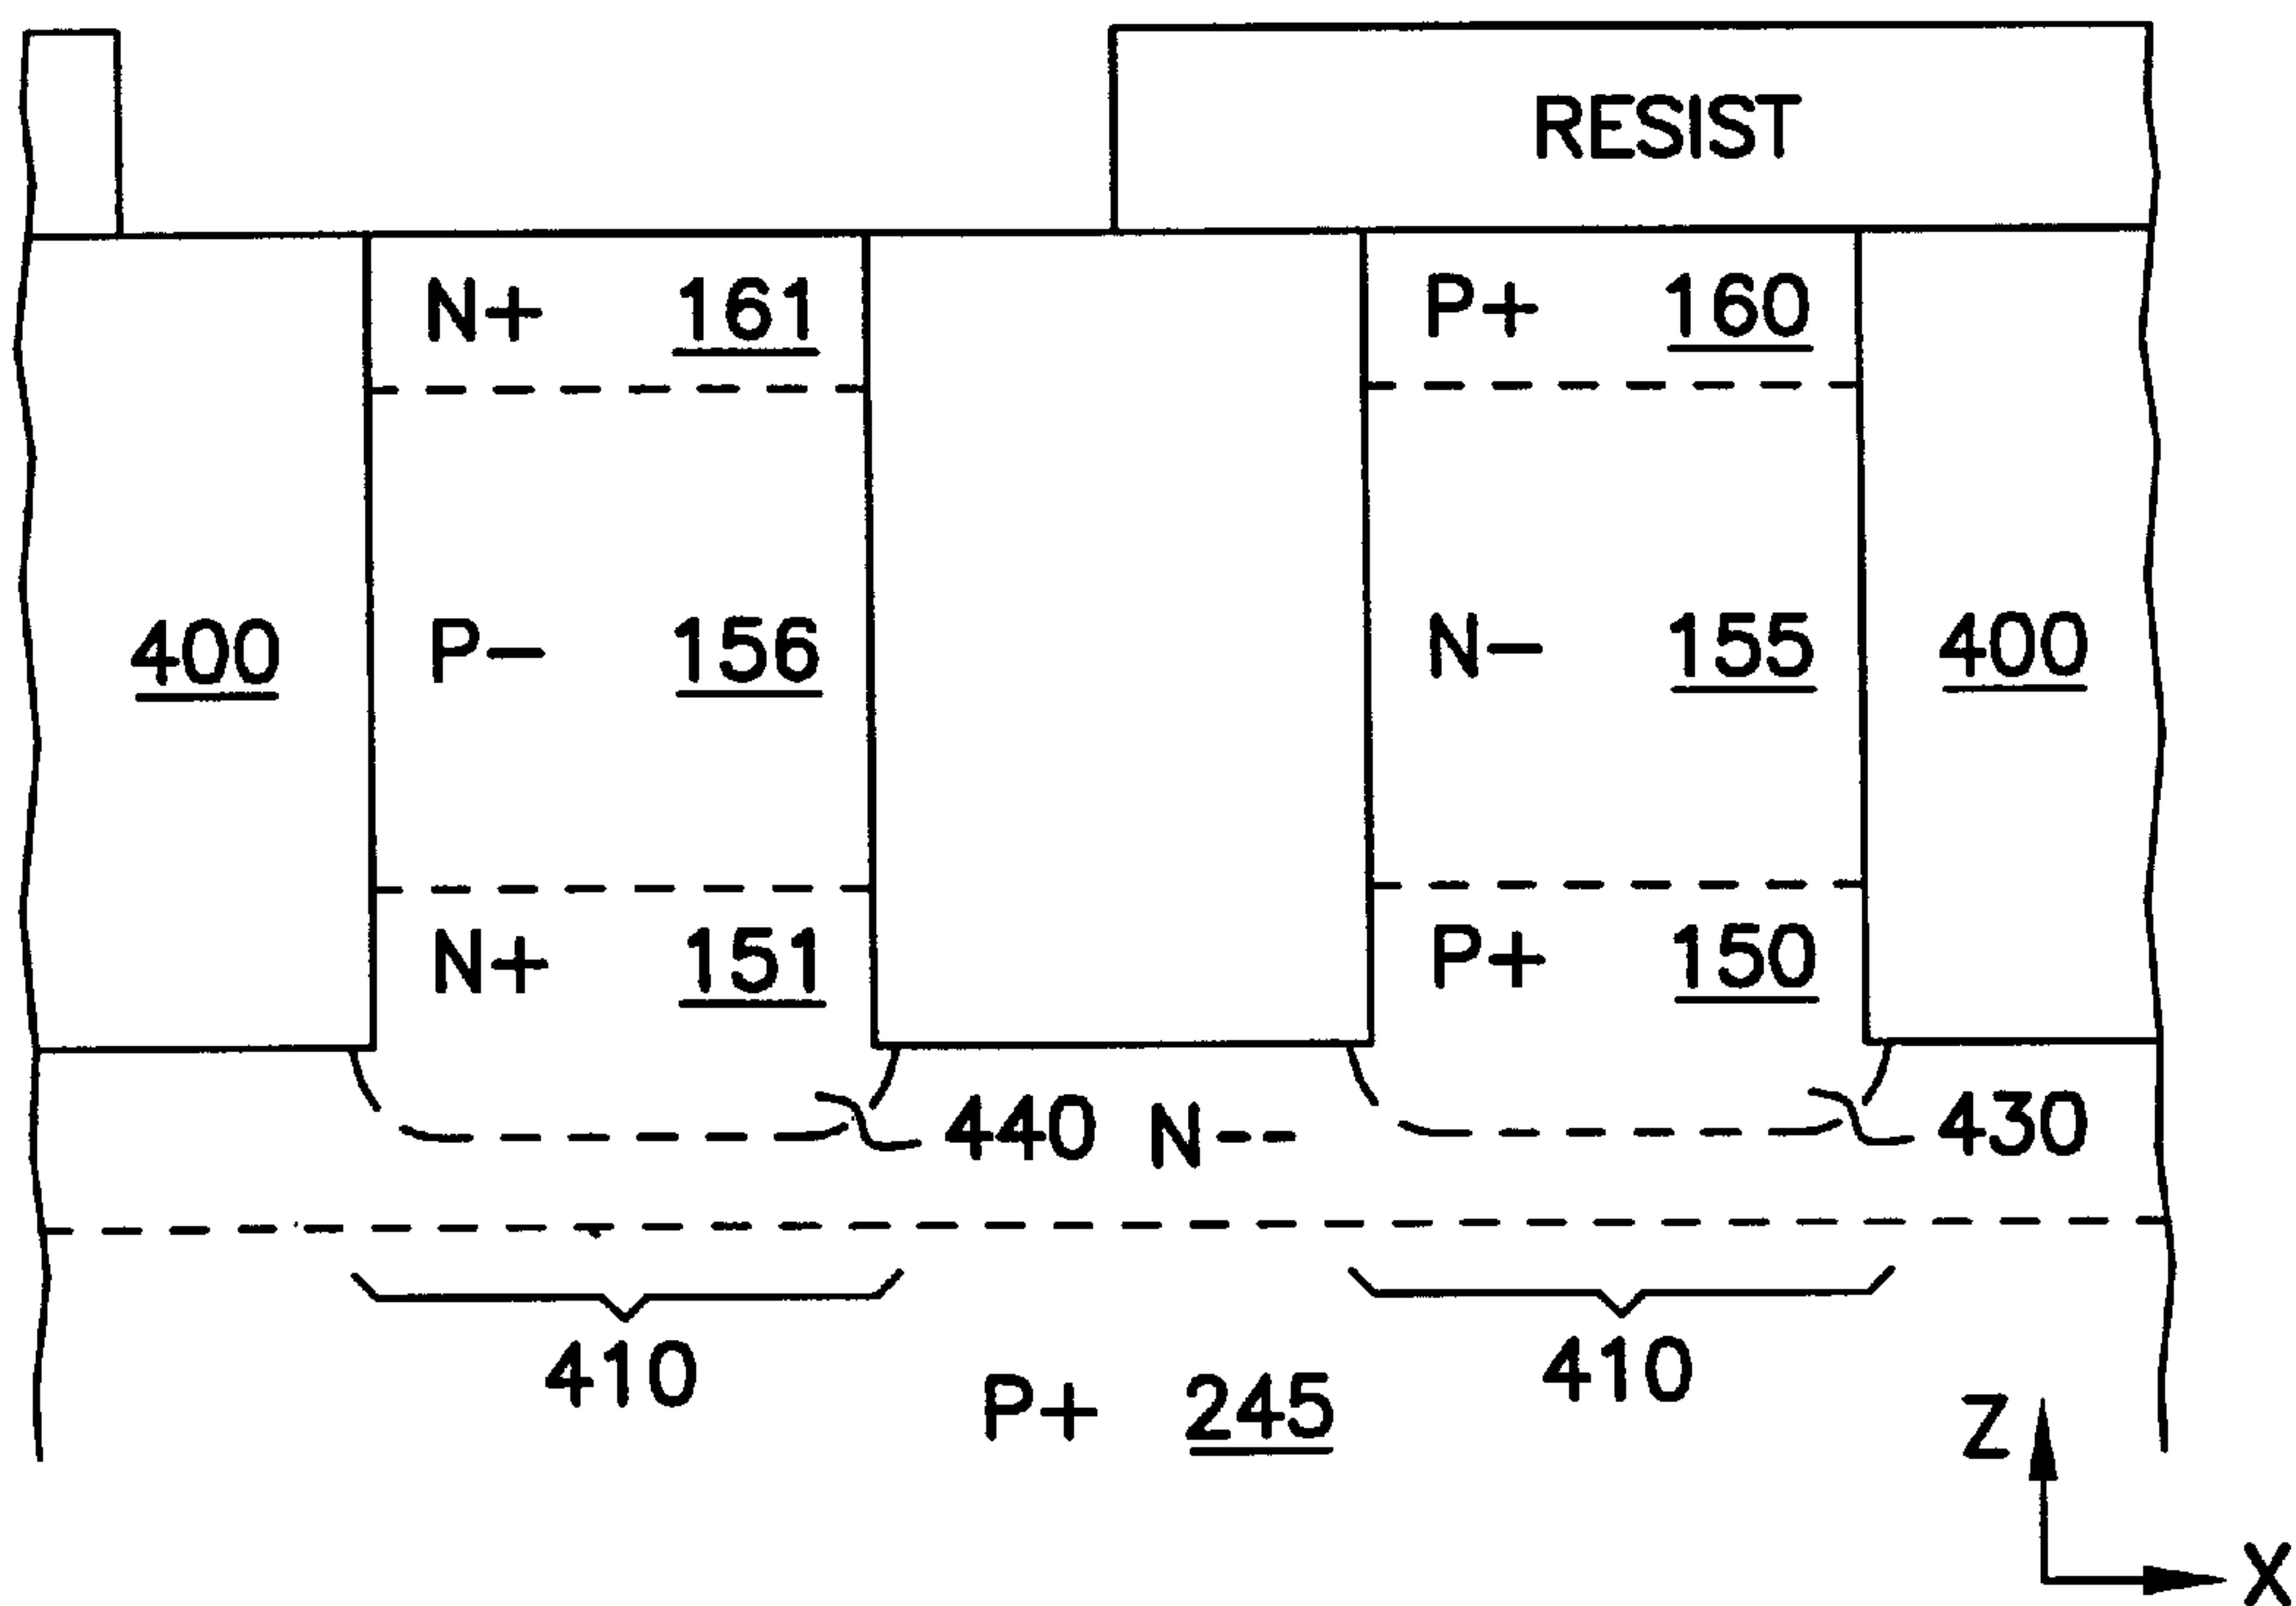 RESIST
N+ 161
P+ 160
400
P- 156
N- 155
400
N+ 151
P+ 150
440
N--
430
410
410
P+ 245
Z
X